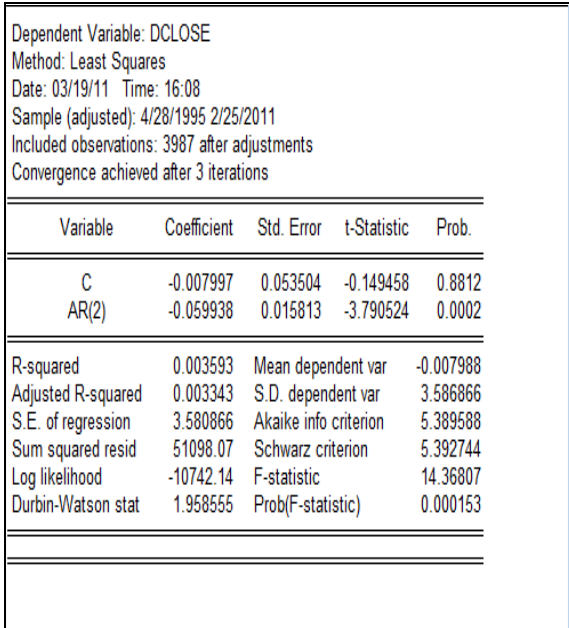 Dependent Variable: DCLOSE
Method: Least Squares
Date: 03/19/11 Time: 16:08
Sample (adjusted): 4/28/1995 2/25/2011
Included observations: 3987 after adjustments
Convergence achieved after 3 iterations
Variable Coefficient Std. Error t-Statistic Prob.
C -0.007997 0.053504 -0.149458 0.8812
AR(2) -0.059938 0.015813 -3.790524 0.0002
R-squared 0.003593 Mean dependent var -0.007988
Adjusted R-squared 0.003343 S.D. dependent var 3.586866
S.E. of regression 3.580866 Akaike info criterion 5.389588
Sum squared resid 51098.07 Schwarz criterion 5.392744
Log likelihood -10742.14 F-statistic 14.36807
Durbin-Watson stat 1.958555 Prob(F-statistic) 0.000153